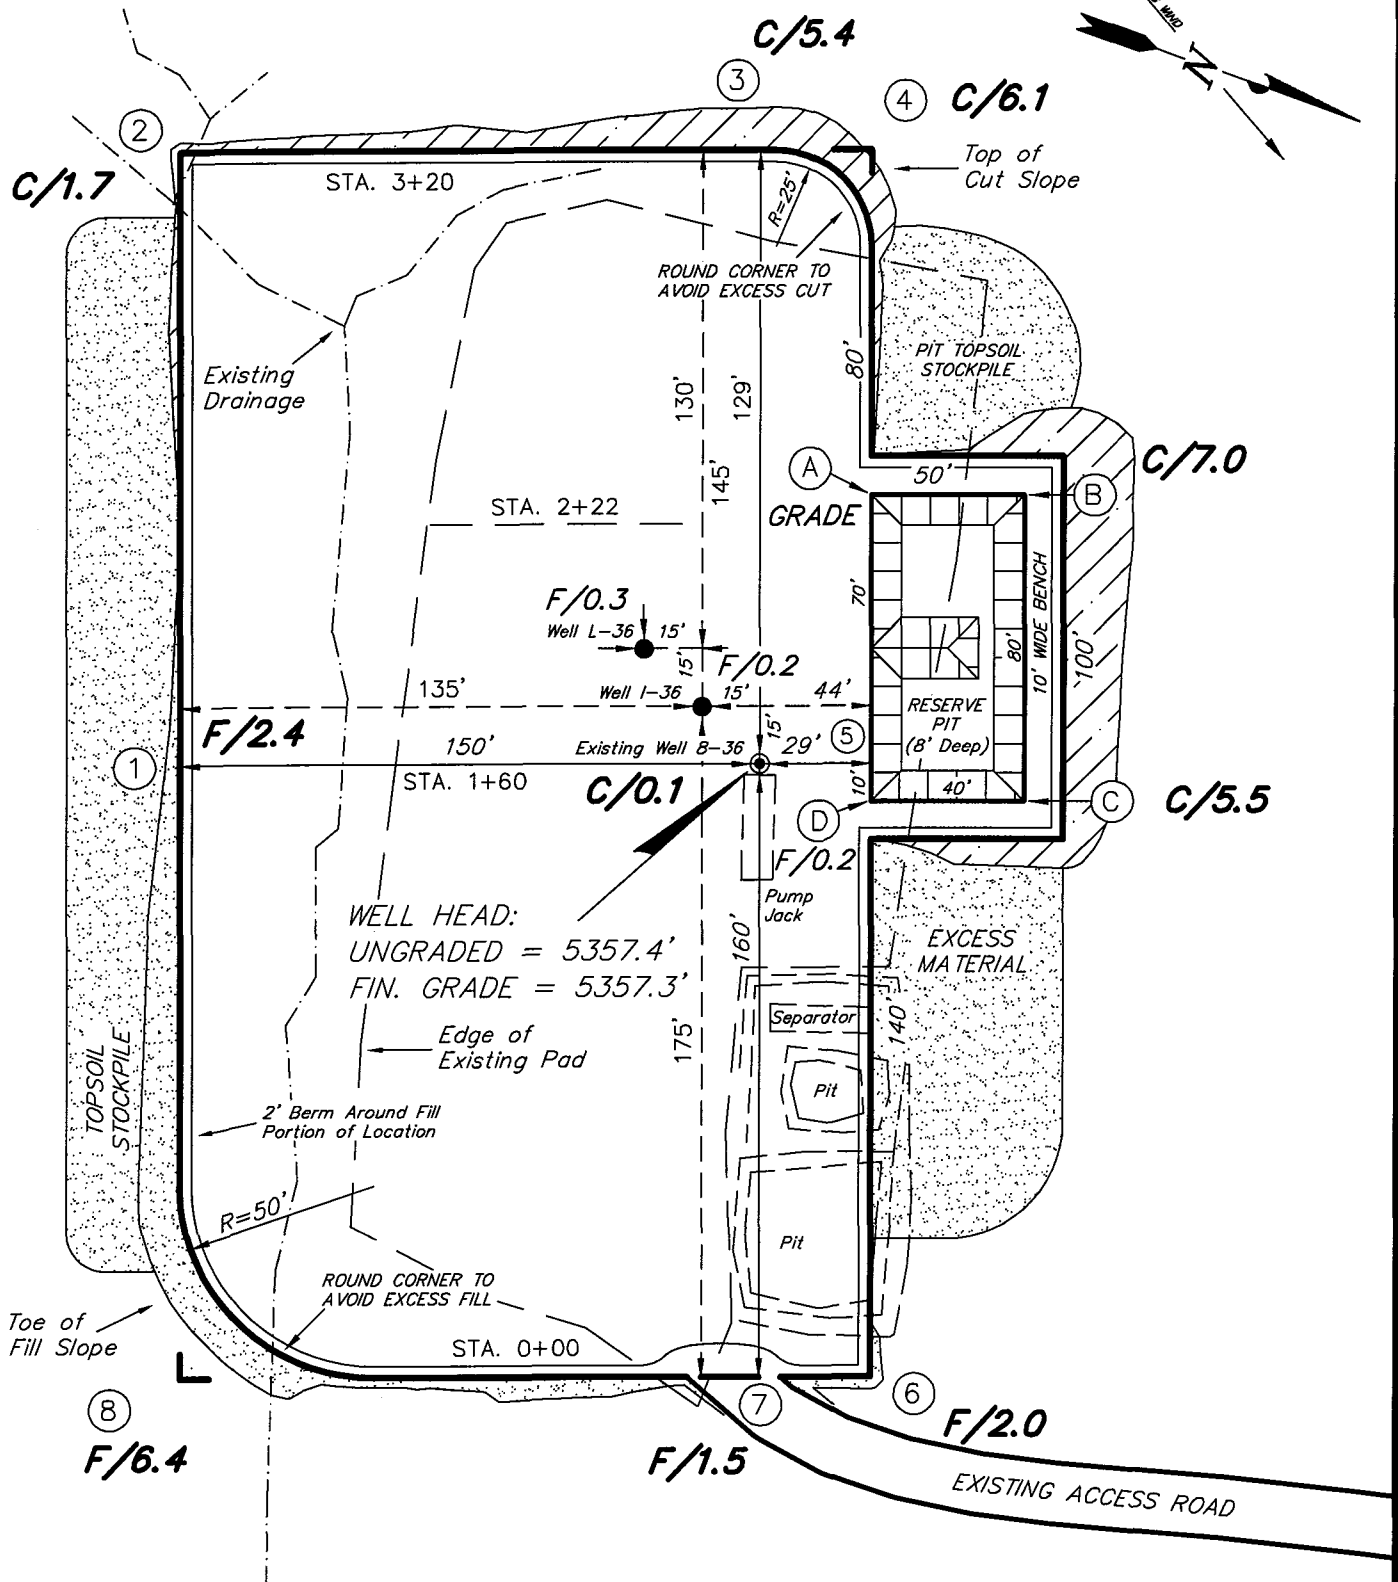 WIND
N
C/5.4
3
4
C/6.1
2
Top of
Cut Slope
C/1.7
STA. 3+20
R=25'
ROUND CORNER TO
AVOID EXCESS CUT
80'
PIT TOPSOIL
STOCKPILE
Existing
Drainage
130'
129'
145'
C/7.0
A
50'
B
GRADE
STA. 2+22
70'
80'
10' WIDE BENCH
100'
F/0.3
Well L-36
15'
15'
F/0.2
135'
Well I-36
15'
44'
RESERVE
PIT
(8' Deep)
F/2.4
15'
5
1
150'
Existing Well 8-36
29'
STA. 1+60
C/0.1
10'
40'
D
C
C/5.5
F/0.2
Pump
Jack
WELL HEAD:
UNGRADED = 5357.4'
FIN. GRADE = 5357.3'
160'
EXCESS
MATERIAL
Separator
140'
175'
Edge of
Existing Pad
Pit
TOPSOIL
STOCKPILE
2' Berm Around Fill
Portion of Location
R=50'
Pit
ROUND CORNER TO
AVOID EXCESS FILL
Toe of
Fill Slope
STA. 0+00
8
7
6
F/6.4
F/1.5
F/2.0
EXISTING ACCESS ROAD